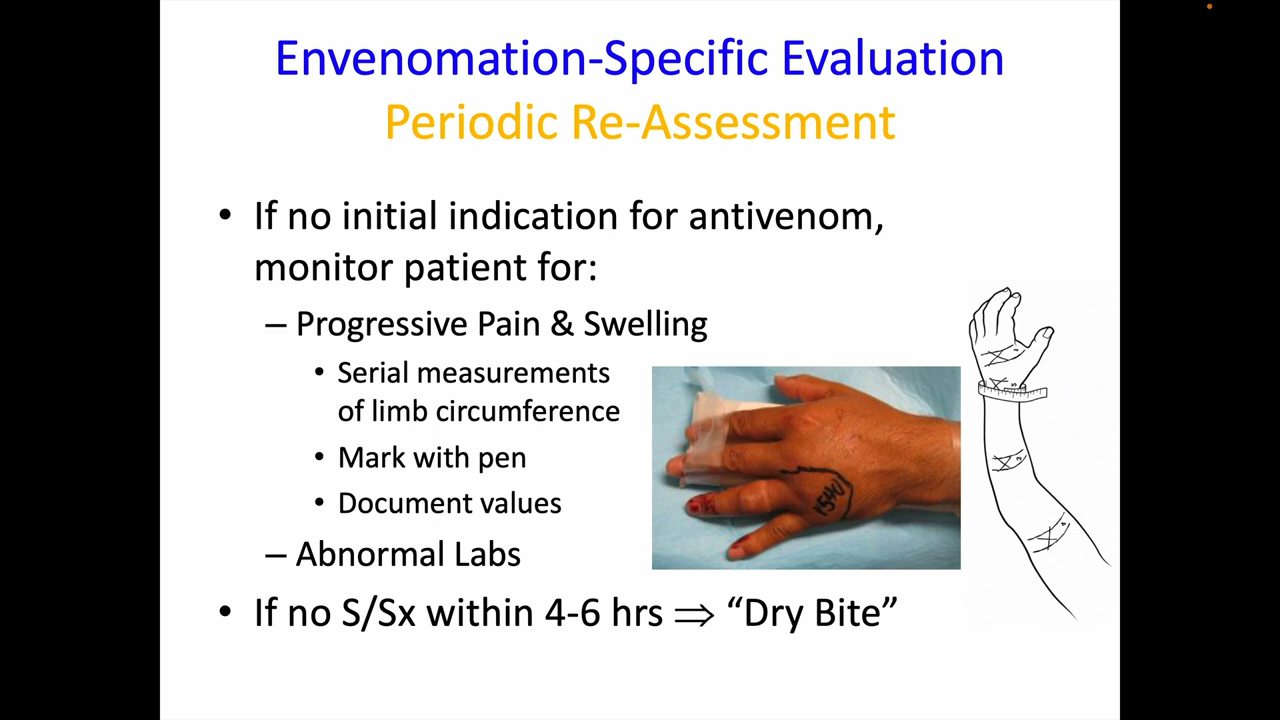 Envenomation-Specific Evaluation
Periodic Re-Assessment
• If no initial indication for antivenom,
monitor patient for:
– Progressive Pain & Swelling
• Serial measurements
of limb circumference
• Mark with pen
• Document values
– Abnormal Labs
• If no S/Sx within 4-6 hrs ⇒ “Dry Bite”
1540